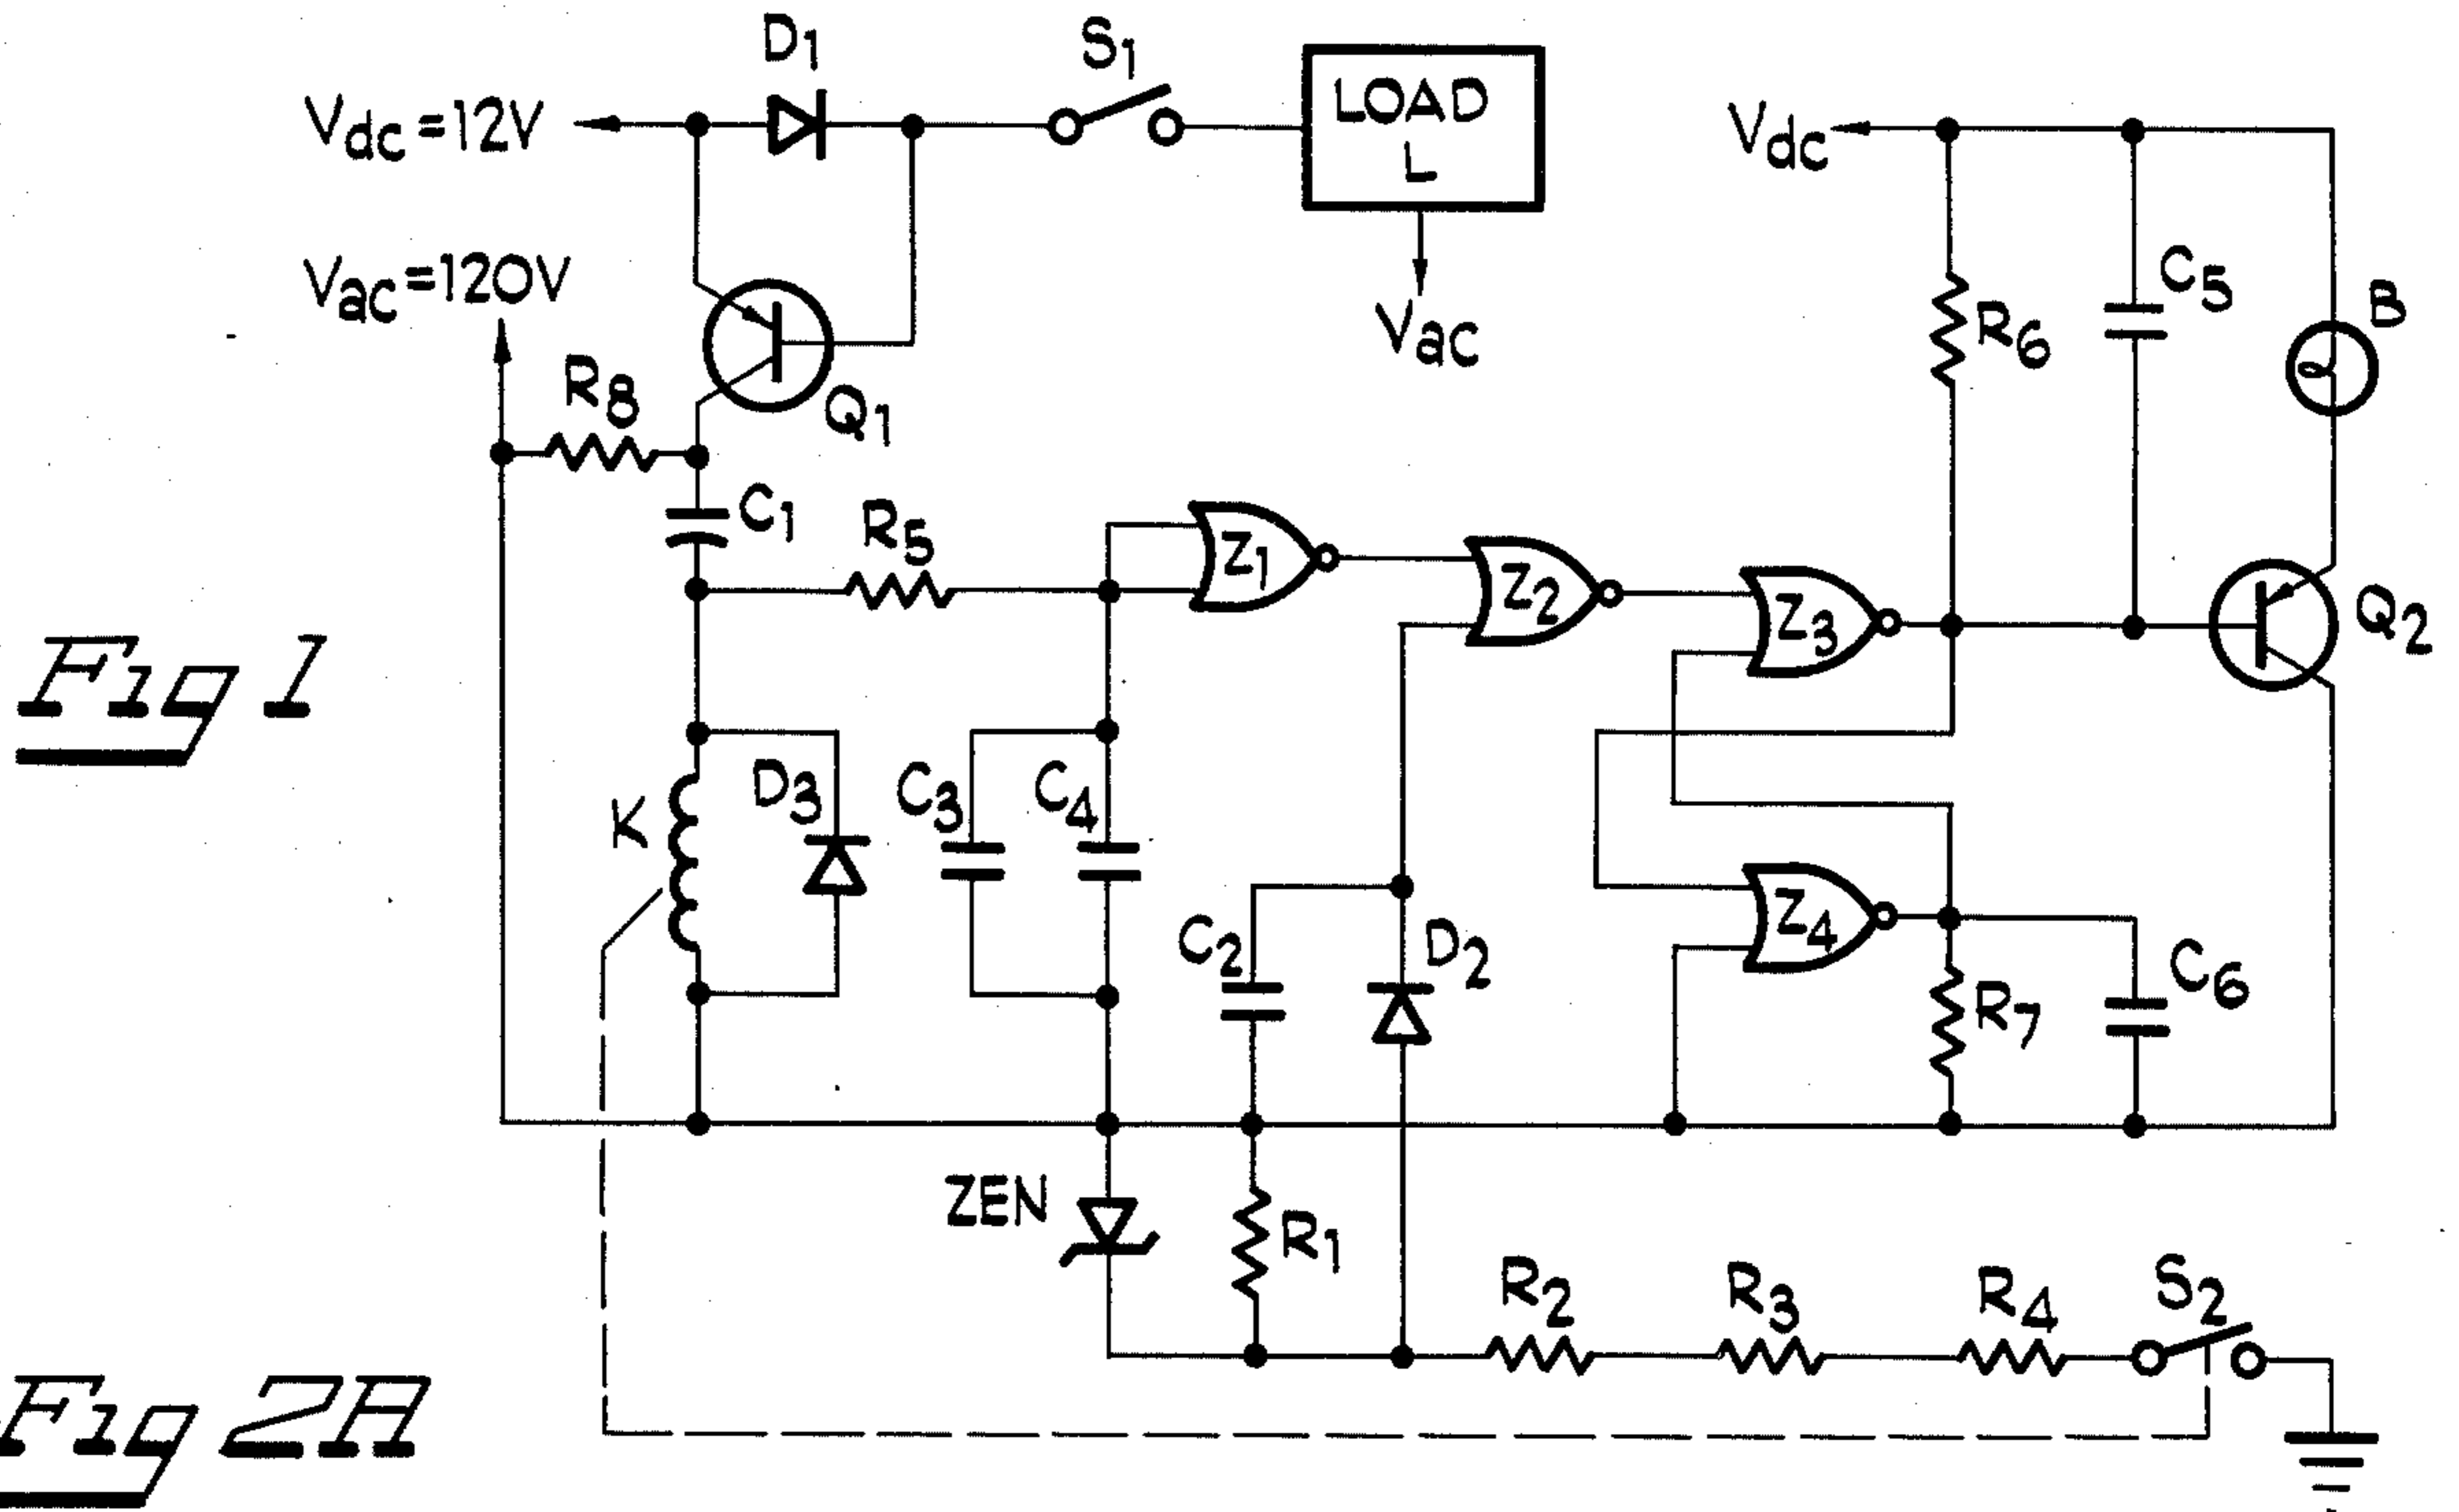 D1
S1
Vdc=12V
LOAD
L
Vdc
Vac=120V
Vac
C5
B
R6
R8
Q1
C1
R5
Z1
Z2
Z3
Q2
Fig 1
D3
C3
C4
K
Z4
C2
D2
C6
R7
ZEN
R1
R2
R3
R4
S2
Fig 2A